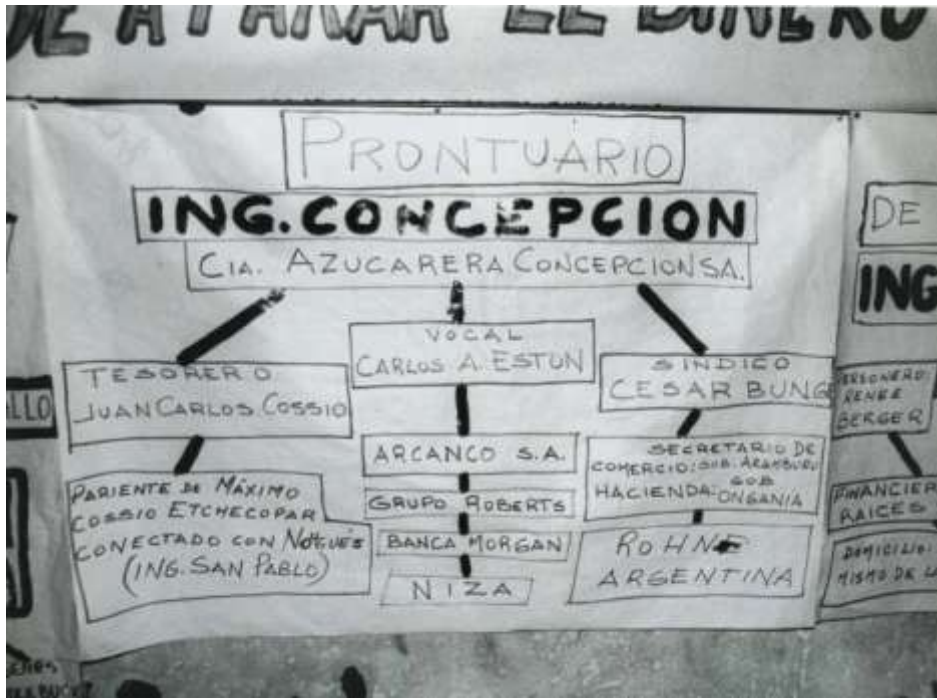 DE A PARAR EL DINERO
PRONTUARIO
ING. CONCEPCION
CIA. AZUCARERA CONCEPCION SA.
TESORERO
JUAN CARLOS COSSIO
PARIENTE DE MÁXIMO
COSSIO ETCHECOPAR
CONECTADO CON NOUGUÉS
(ING. SAN PABLO)
VOCAL
CARLOS A. ESTUN
ARCANCO S.A.
GRUPO ROBERTS
BANCA MORGAN
NIZA
SINDICO
CESAR BUNGE
SECRETARIO DE
COMERCIO: GOB. ARAMBURU
GOB
HACIENDA: ONGANIA
ROHNE
ARGENTINA
DE
ING
PERSONERO:
RENEE
BERGER
FINANCIER
RAICES
DOMICILIO:
MISMO DE LA
LLO